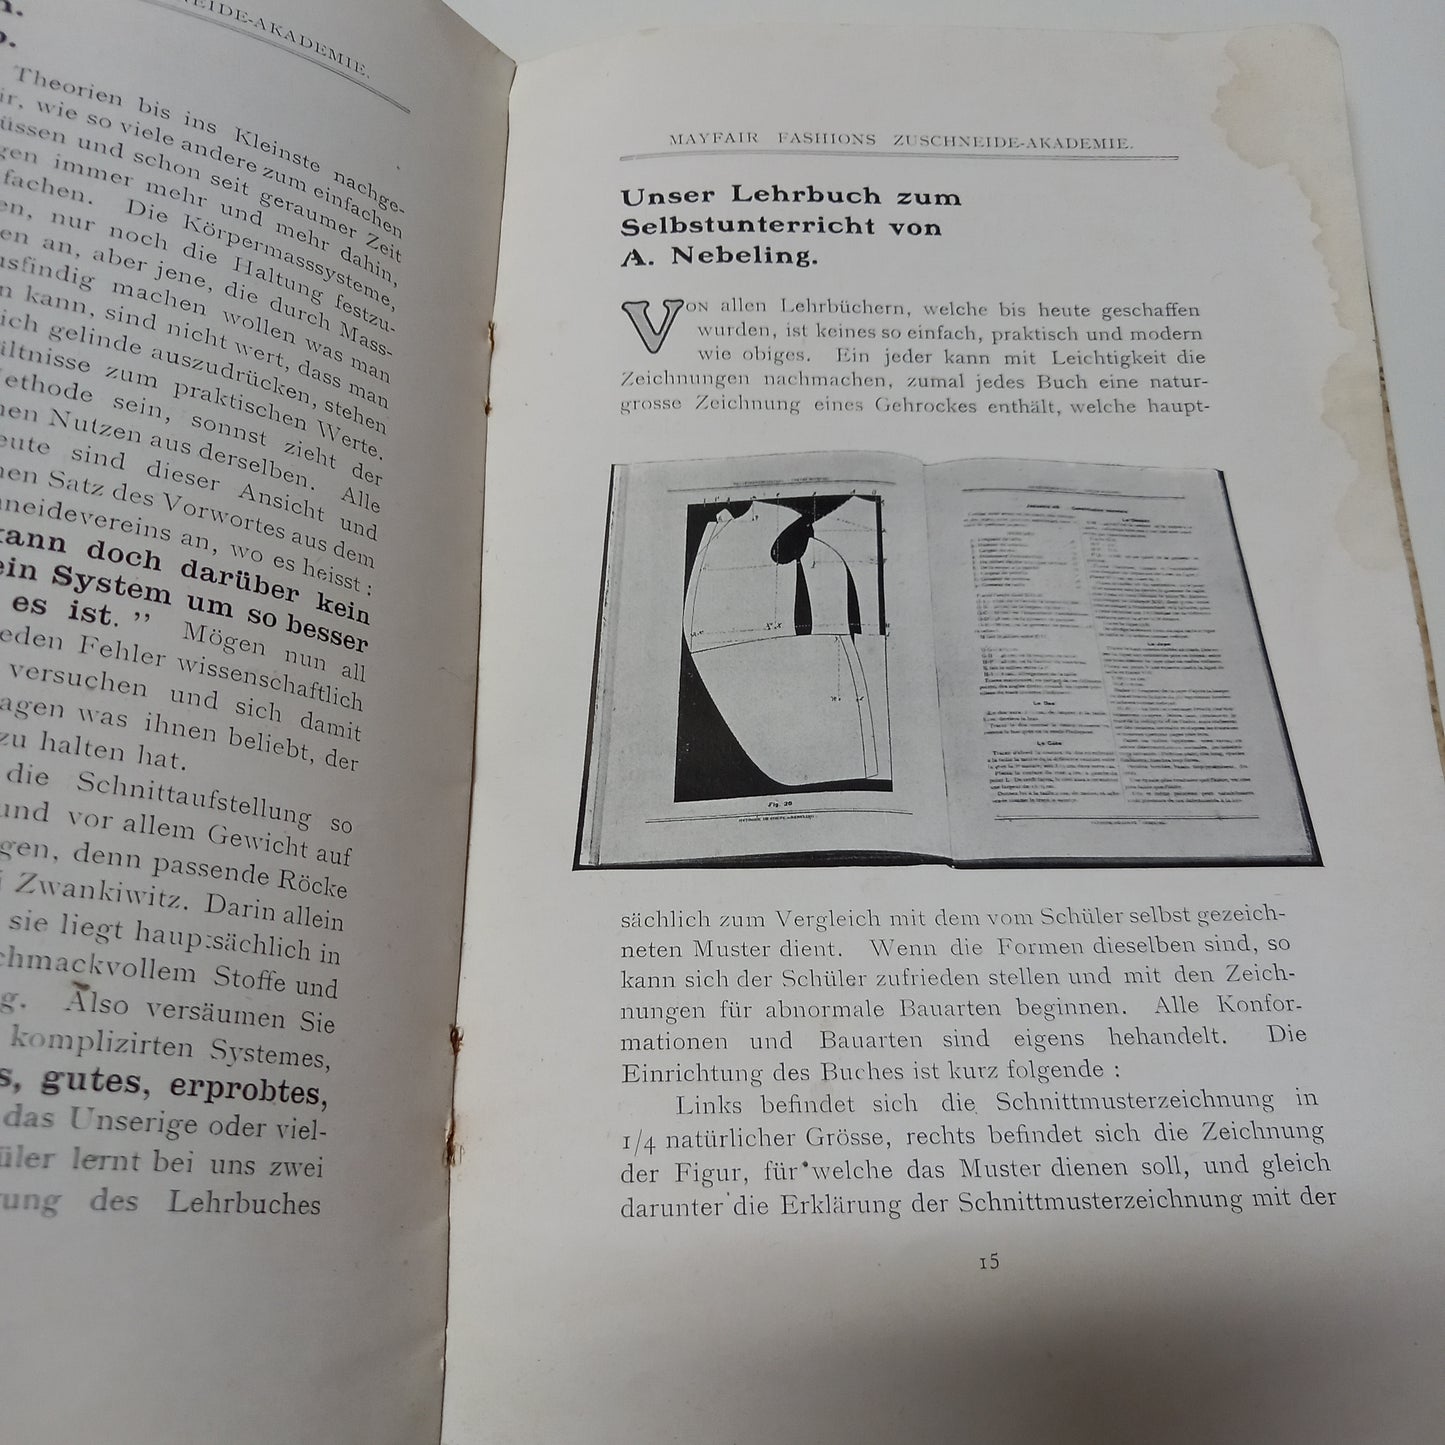 NEIDE-AKADEMIE.
Theorien bis ins Kleinste nachge-
ir, wie so viele andere zum einfachen
üssen und schon seit geraumer Zeit
gen immer mehr und mehr dahin,
fachen. Die Körpermasssysteme,
en, nur noch die Haltung festzu-
en an, aber jene, die durch Mass-
usfindig machen wollen was man
n kann, sind nicht wert, dass man
ich gelinde auszudrücken, stehen
ältnisse zum praktischen Werte.
ethode sein, sonnst zieht der
nen Nutzen aus derselben. Alle
eute sind dieser Ansicht und
nen Satz des Vorwortes aus dem
neidevereins an, wo es heisst :
kann doch darüber kein
ein System um so besser
es ist. ” Mögen nun all
eden Fehler wissenschaftlich
versuchen und sich damit
agen was ihnen beliebt, der
zu halten hat.
die Schnittaufstellung so
und vor allem Gewicht auf
gen, denn passende Röcke
i Zwankiwitz. Darin allein
sie liegt haup:sächlich in
chmackvollem Stoffe und
g. Also versäumen Sie
komplizirten Systemes,
s, gutes, erprobtes,
das Unserige oder viel-
üler lernt bei uns zwei
ung des Lehrbuches
MAYFAIR FASHIONS ZUSCHNEIDE-AKADEMIE.
Unser Lehrbuch zum
Selbstunterricht von
A. Nebeling.
VON allen Lehrbüchern, welche bis heute geschaffen
wurden, ist keines so einfach, praktisch und modern
wie obiges. Ein jeder kann mit Leichtigkeit die
Zeichnungen nachmachen, zumal jedes Buch eine natur-
grosse Zeichnung eines Gehrockes enthält, welche haupt-
Fig. 20
Le Dos
Le Côté
sächlich zum Vergleich mit dem vom Schüler selbst gezeich-
neten Muster dient. Wenn die Formen dieselben sind, so
kann sich der Schüler zufrieden stellen und mit den Zeich-
nungen für abnormale Bauarten beginnen. Alle Konfor-
mationen und Bauarten sind eigens hehandelt. Die
Einrichtung des Buches ist kurz folgende :
Links befindet sich die Schnittmusterzeichnung in
1/4 natürlicher Grösse, rechts befindet sich die Zeichnung
der Figur, für welche das Muster dienen soll, und gleich
darunter die Erklärung der Schnittmusterzeichnung mit der
15